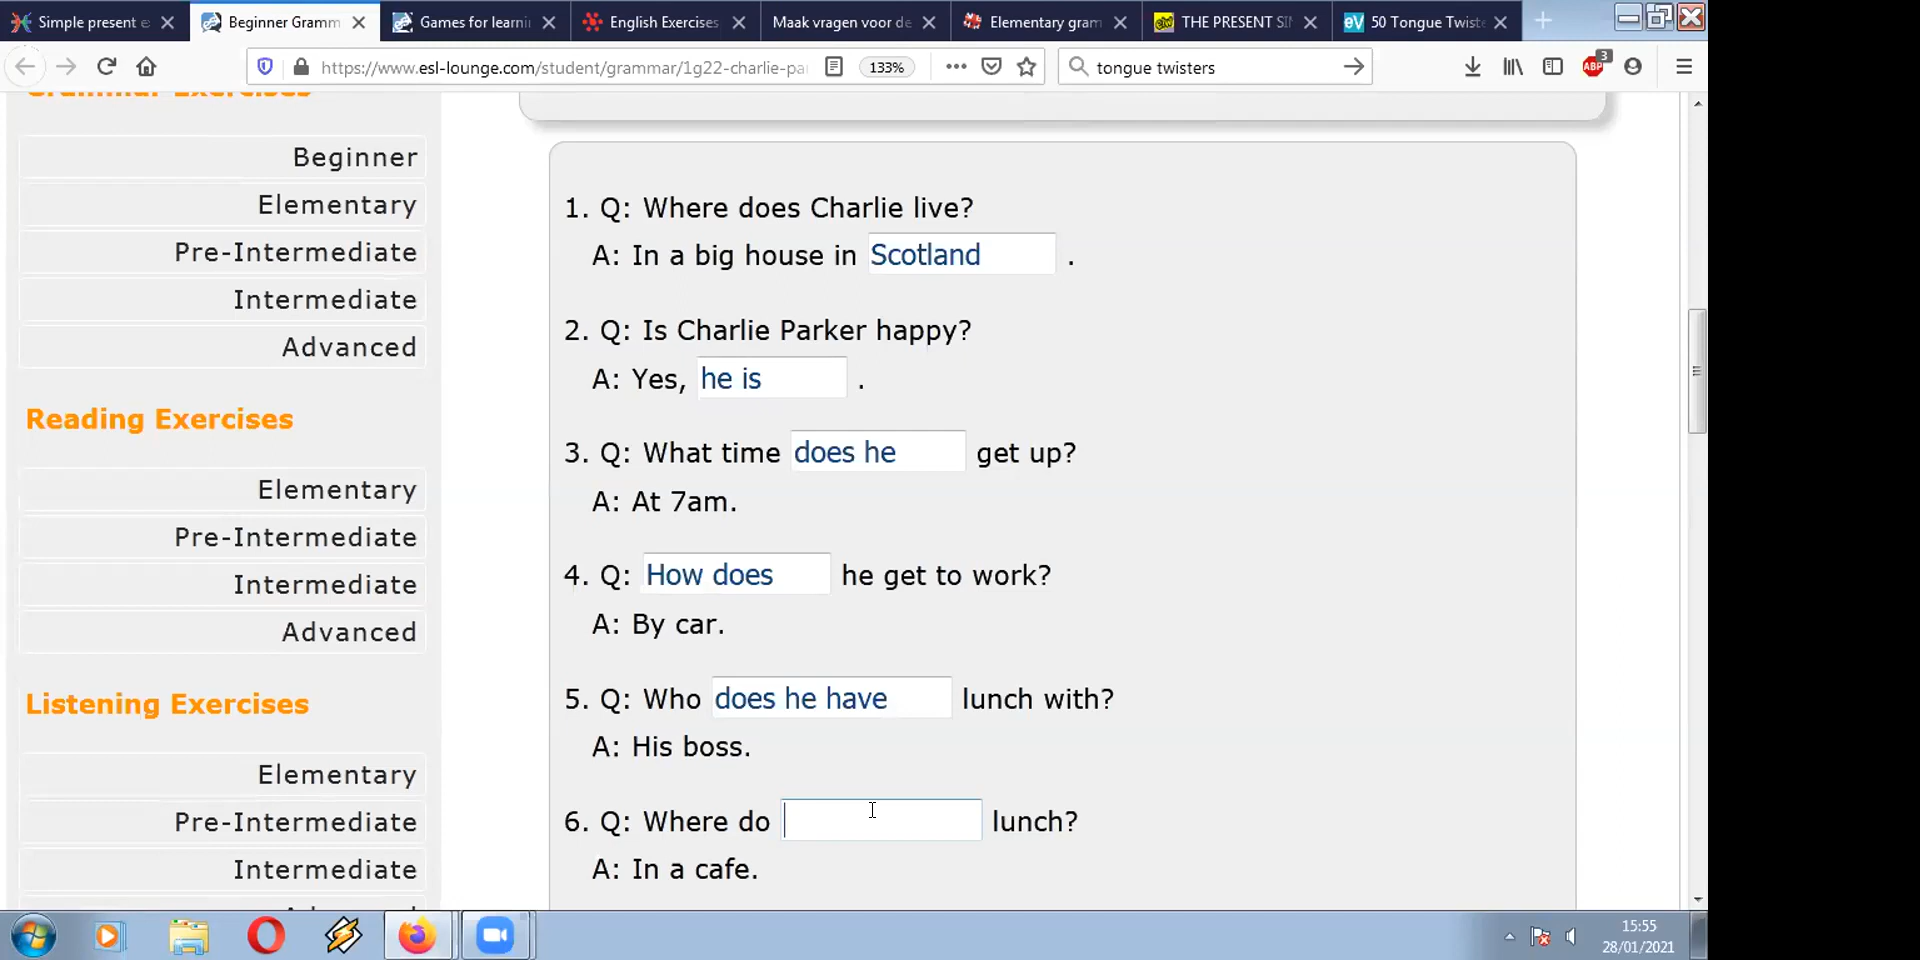 Simple present e
Beginner Gramm
Games for learni
English Exercises
Maak vragen voor de
Elementary gram
THE PRESENT SI
50 Tongue Twist
https://www.esl-lounge.com/student/grammar/1g22-charlie-pa
133%
tongue twisters
ABP
3
Grammar Exercises
Beginner
Elementary
Pre-Intermediate
Intermediate
Advanced
Reading Exercises
Elementary
Pre-Intermediate
Intermediate
Advanced
Listening Exercises
Elementary
Pre-Intermediate
Intermediate
1. Q: Where does Charlie live?
A: In a big house in Scotland .
2. Q: Is Charlie Parker happy?
A: Yes, he is .
3. Q: What time does he get up?
A: At 7am.
4. Q: How does he get to work?
A: By car.
5. Q: Who does he have lunch with?
A: His boss.
6. Q: Where do lunch?
A: In a cafe.
15:55
28/01/2021